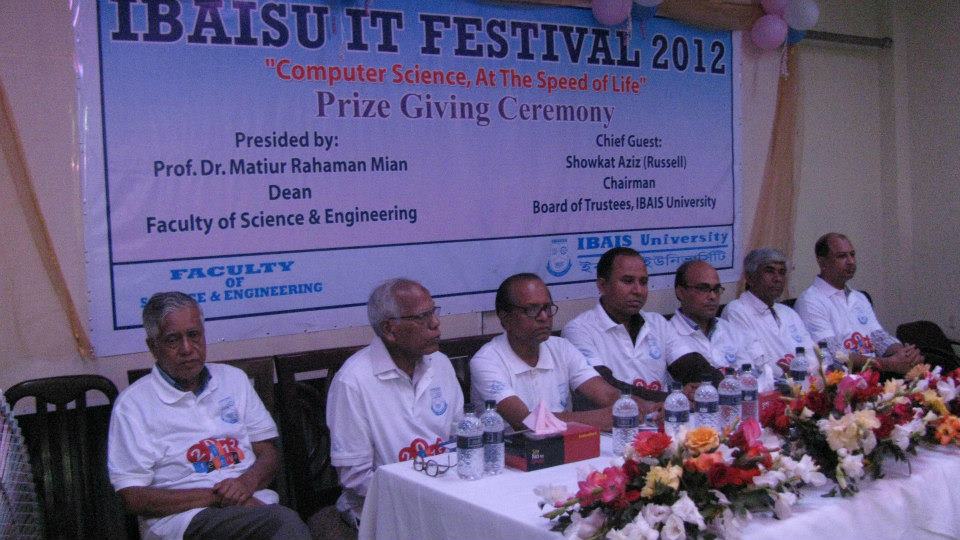 IBAISU IT FESTIVAL 2012
"Computer Science, At The Speed of Life"
Prize Giving Ceremony
Presided by:
Prof. Dr. Matiur Rahaman Mian
Dean
Faculty of Science & Engineering
Chief Guest:
Showkat Aziz (Russell)
Chairman
Board of Trustees, IBAIS University
FACULTY
OF
& ENGINEERING
IBAIS University